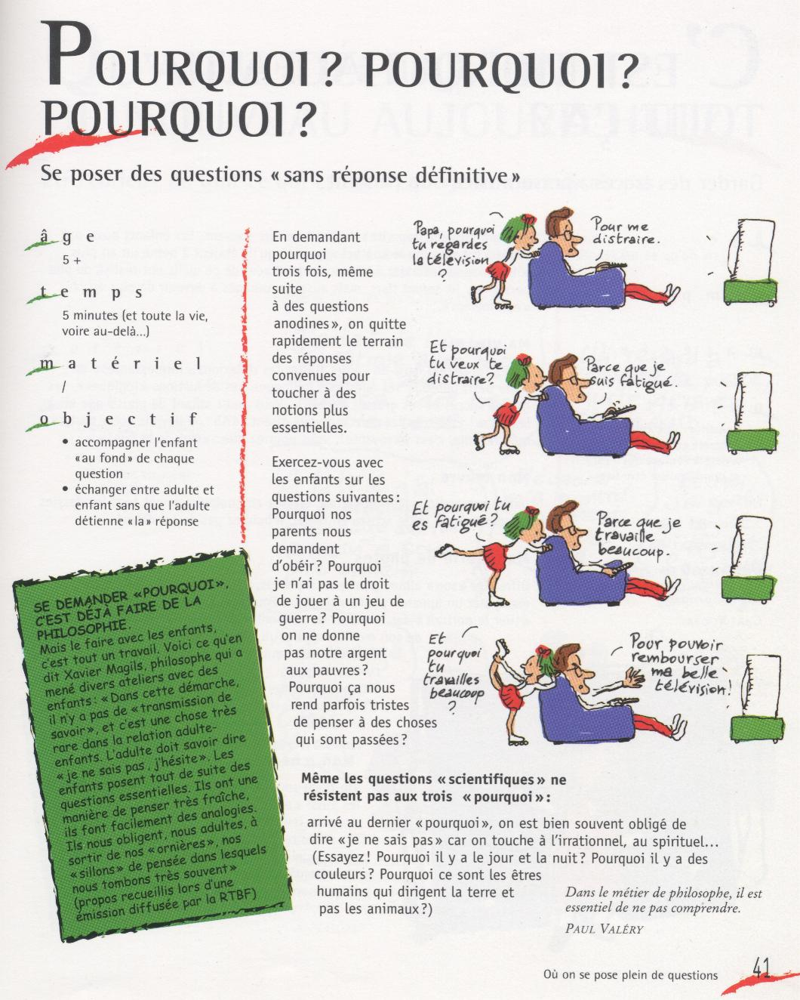 POURQUOI? POURQUOI?
POURQUOI?
Se poser des questions «sans réponse définitive»
âge
5 +
temps
5 minutes (et toute la vie,
voire au-delà...)
matériel
/
objectif
• accompagner l'enfant
«au fond» de chaque
question
• échanger entre adulte et
enfant sans que l'adulte
détienne «la» réponse
SE DEMANDER «POURQUOI»,
C'EST DÉJÀ FAIRE DE LA
PHILOSOPHIE.
Mais le faire avec les enfants,
c'est tout un travail. Voici ce qu'en
dit Xavier Magils, philosophe qui a
mené divers ateliers avec des
enfants: «Dans cette démarche,
il n'y a pas de «transmission de
savoir», et c'est une chose très
rare dans la relation adulte-
enfants. L'adulte doit savoir dire
«je ne sais pas, j'hésite». Les
enfants posent tout de suite des
questions essentielles. Ils ont une
manière de penser très fraîche,
ils font facilement des analogies.
Ils nous obligent, nous adultes, à
sortir de nos «ornières», nos
«sillons» de pensée dans lesquels
nous tombons très souvent»
(propos recueillis lors d'une
émission diffusée par la RTBF)
En demandant
pourquoi
trois fois, même
suite
à des questions
anodines», on quitte
rapidement le terrain
des réponses
convenues pour
toucher à des
notions plus
essentielles.
Exercez-vous avec
les enfants sur les
questions suivantes:
Pourquoi nos
parents nous
demandent
d'obéir? Pourquoi
je n'ai pas le droit
de jouer à un jeu de
guerre? Pourquoi
on ne donne
pas notre argent
aux pauvres?
Pourquoi ça nous
rend parfois tristes
de penser à des choses
qui sont passées?
Papa, pourquoi
tu regardes
la télévision
?
Pour me
distraire.
Et pourquoi
tu veux te
distraire?
Parce que je
suis fatigué.
Et pourquoi tu
es fatigué?
Parce que je
travaille
beaucoup.
Et
pourquoi
tu
travailles
beaucoup
?
Pour pouvoir
rembourser
ma belle
télévision!
Même les questions «scientifiques» ne
résistent pas aux trois «pourquoi»:
arrivé au dernier «pourquoi», on est bien souvent obligé de
dire «je ne sais pas» car on touche à l'irrationnel, au spirituel...
(Essayez! Pourquoi il y a le jour et la nuit? Pourquoi il y a des
couleurs? Pourquoi ce sont les êtres
humains qui dirigent la terre et
pas les animaux?)
Dans le métier de philosophe, il est
essentiel de ne pas comprendre.
PAUL VALÉRY
Où on se pose plein de questions
41